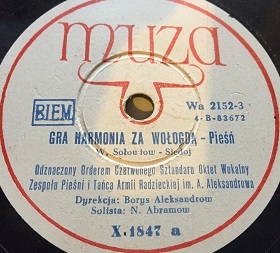 muza
BIEM
Wa 2152-3
4-B-83672
GRA HARMONIA ZA WOŁOGDĄ - Pieśń
W. Sołowiow - Siedoj
Odznaczony Orderem Czerwonego Sztandaru Oktet Wokalny
Zespołu Pieśni i Tańca Armii Radzieckiej im. A. Aleksandrowa
Dyrekcja: Borys Aleksandrow
Solista: N. Abramow
X.1847 a